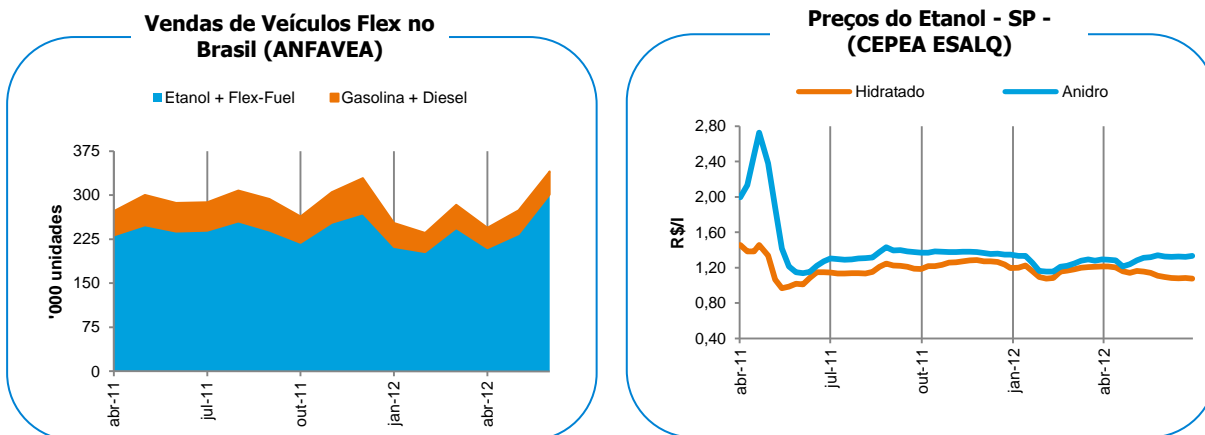 Vendas de Veículos Flex no
Brasil (ANFAVEA)
Etanol + Flex-Fuel
Gasolina + Diesel
'000 unidades
375
300
225
150
75
0
abr-11
jul-11
out-11
jan-12
abr-12
Preços do Etanol - SP -
(CEPEA ESALQ)
Hidratado
Anidro
R$/l
2,80
2,40
2,00
1,60
1,20
0,80
0,40
abr-11
jul-11
out-11
jan-12
abr-12